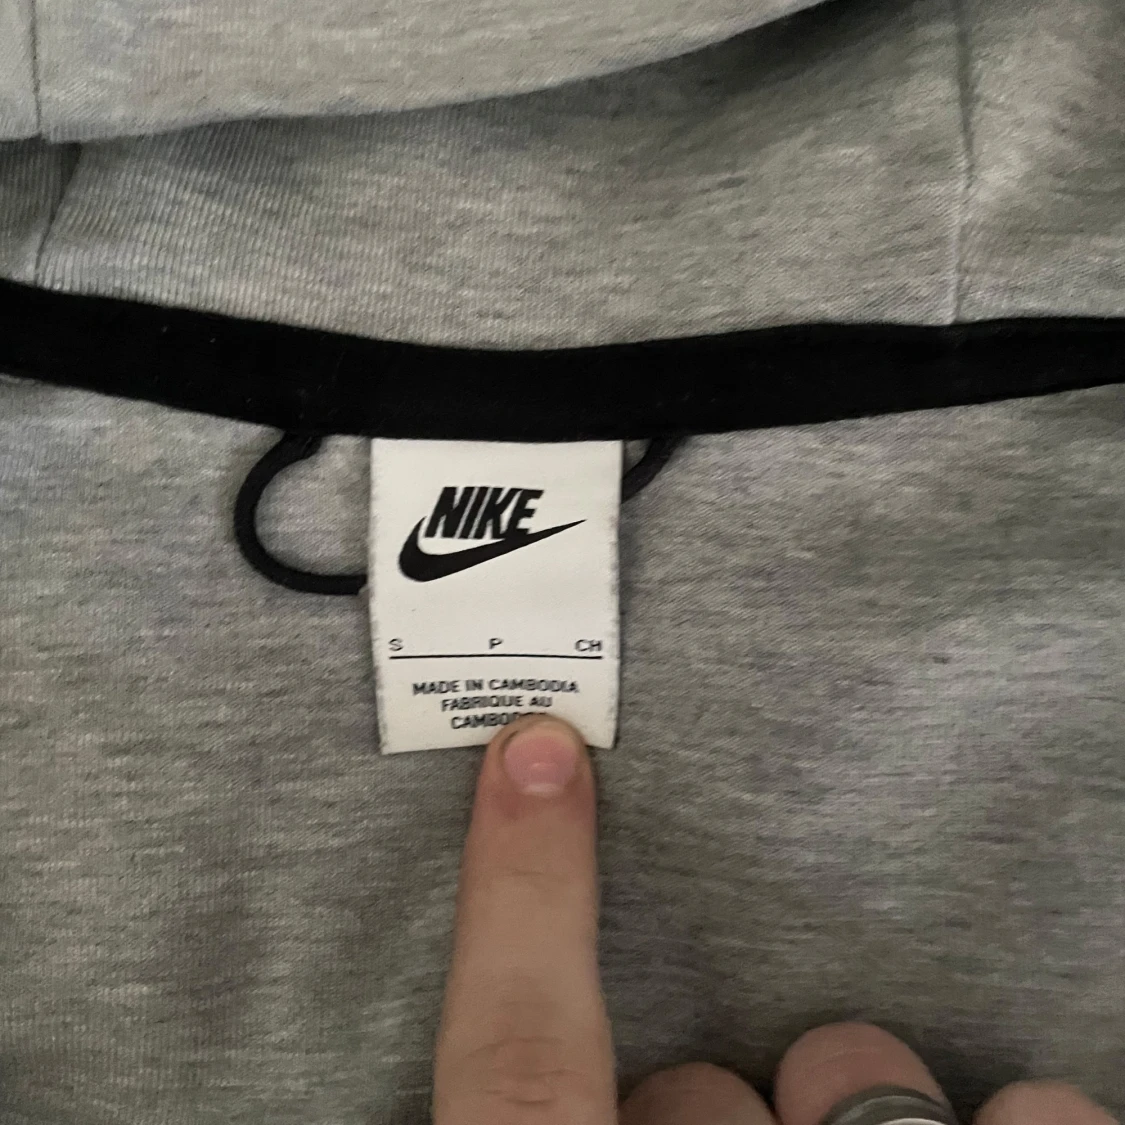 NIKE
S P CH
MADE IN CAMBODIA
FABRIQUE AU